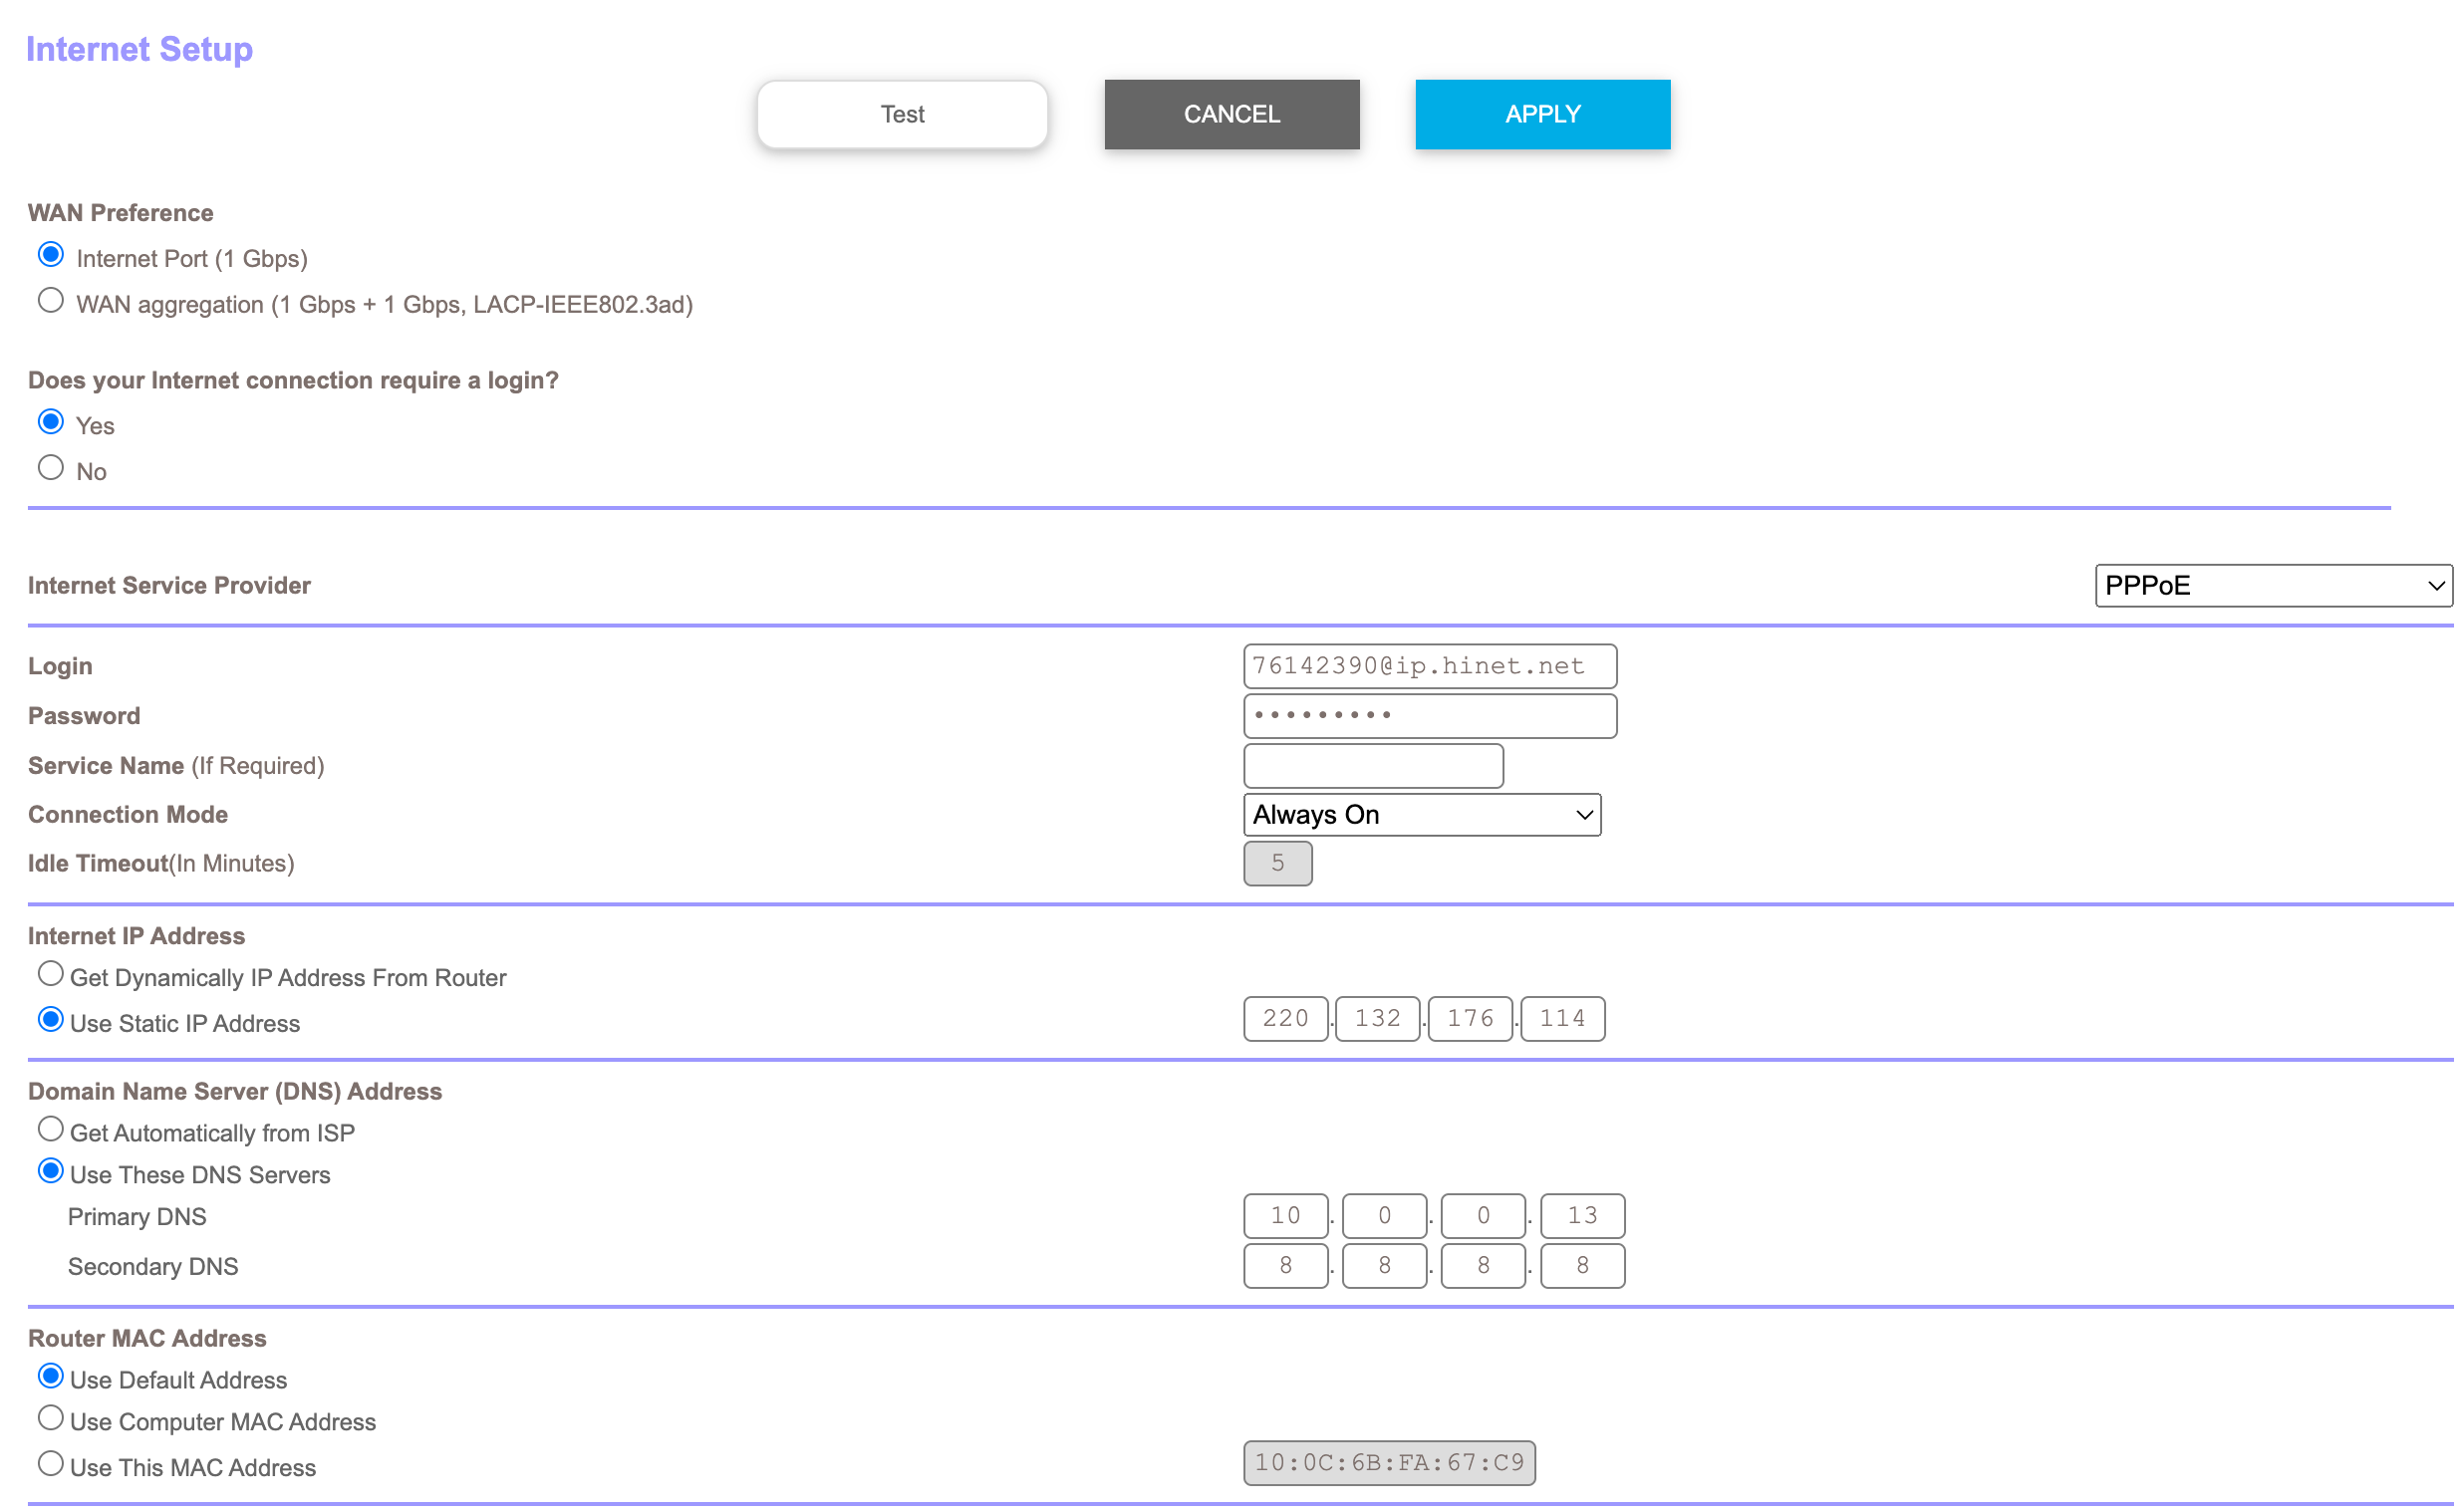 Internet Setup
Test CANCEL APPLY
WAN Preference
Internet Port (1 Gbps)
WAN aggregation (1 Gbps + 1 Gbps, LACP-IEEE802.3ad)
Does your Internet connection require a login?
Yes
No
Internet Service Provider PPPoE
Login 76142390@ip.hinet.net
Password •••••••••
Service Name (If Required)
Connection Mode Always On
Idle Timeout(In Minutes) 5
Internet IP Address
Get Dynamically IP Address From Router
Use Static IP Address 220.132.176.114
Domain Name Server (DNS) Address
Get Automatically from ISP
Use These DNS Servers
Primary DNS 10. 0. 0. 13
Secondary DNS 8. 8. 8. 8
Router MAC Address
Use Default Address
Use Computer MAC Address
Use This MAC Address 10:0C:6B:FA:67:C9